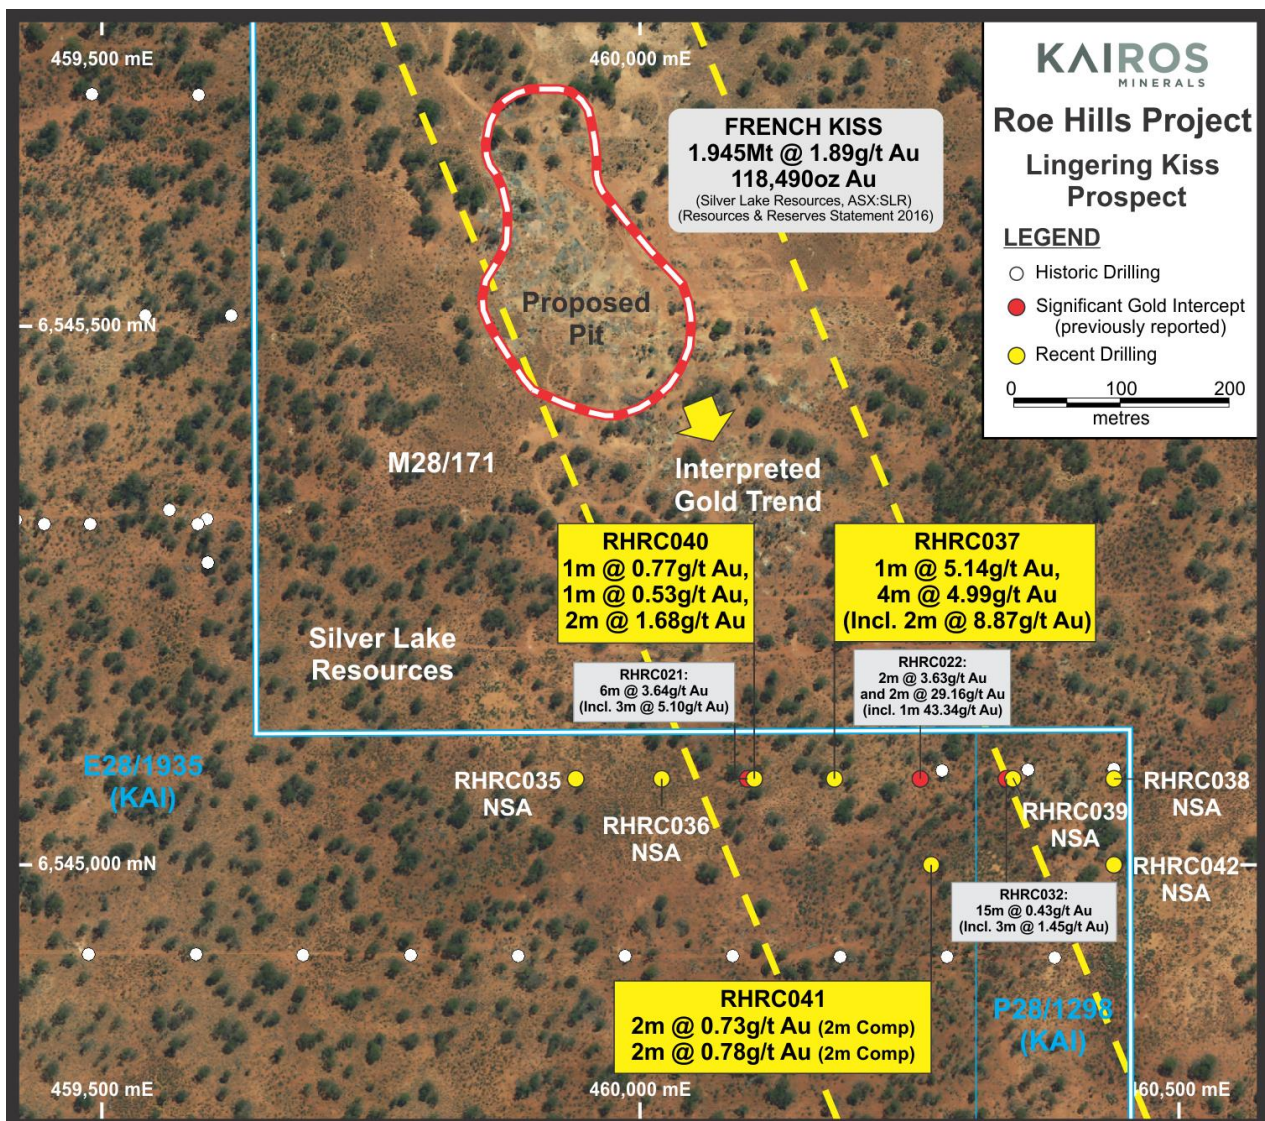 459,500 mE
460,000 mE
KAIROS
MINERALS
Roe Hills Project
Lingering Kiss
Prospect
LEGEND
Historic Drilling
Significant Gold Intercept
(previously reported)
Recent Drilling
0 100 200
metres
FRENCH KISS
1.945Mt @ 1.89g/t Au
118,490oz Au
(Silver Lake Resources, ASX:SLR)
(Resources & Reserves Statement 2016)
6,545,500 mN
Proposed
Pit
M28/171
Interpreted
Gold Trend
RHRC040
1m @ 0.77g/t Au,
1m @ 0.53g/t Au,
2m @ 1.68g/t Au
RHRC037
1m @ 5.14g/t Au,
4m @ 4.99g/t Au
(Incl. 2m @ 8.87g/t Au)
Silver Lake
Resources
RHRC021:
6m @ 3.64g/t Au
(Incl. 3m @ 5.10g/t Au)
RHRC022:
2m @ 3.63g/t Au
and 2m @ 29.16g/t Au
(incl. 1m 43.34g/t Au)
E28/1935
(KAI)
RHRC035
NSA
RHRC036
NSA
RHRC039
NSA
RHRC038
NSA
6,545,000 mN
RHRC042
NSA
RHRC032:
15m @ 0.43g/t Au
(Incl. 3m @ 1.45g/t Au)
RHRC041
2m @ 0.73g/t Au (2m Comp)
2m @ 0.78g/t Au (2m Comp)
P28/1298
(KAI)
459,500 mE
460,000 mE
460,500 mE